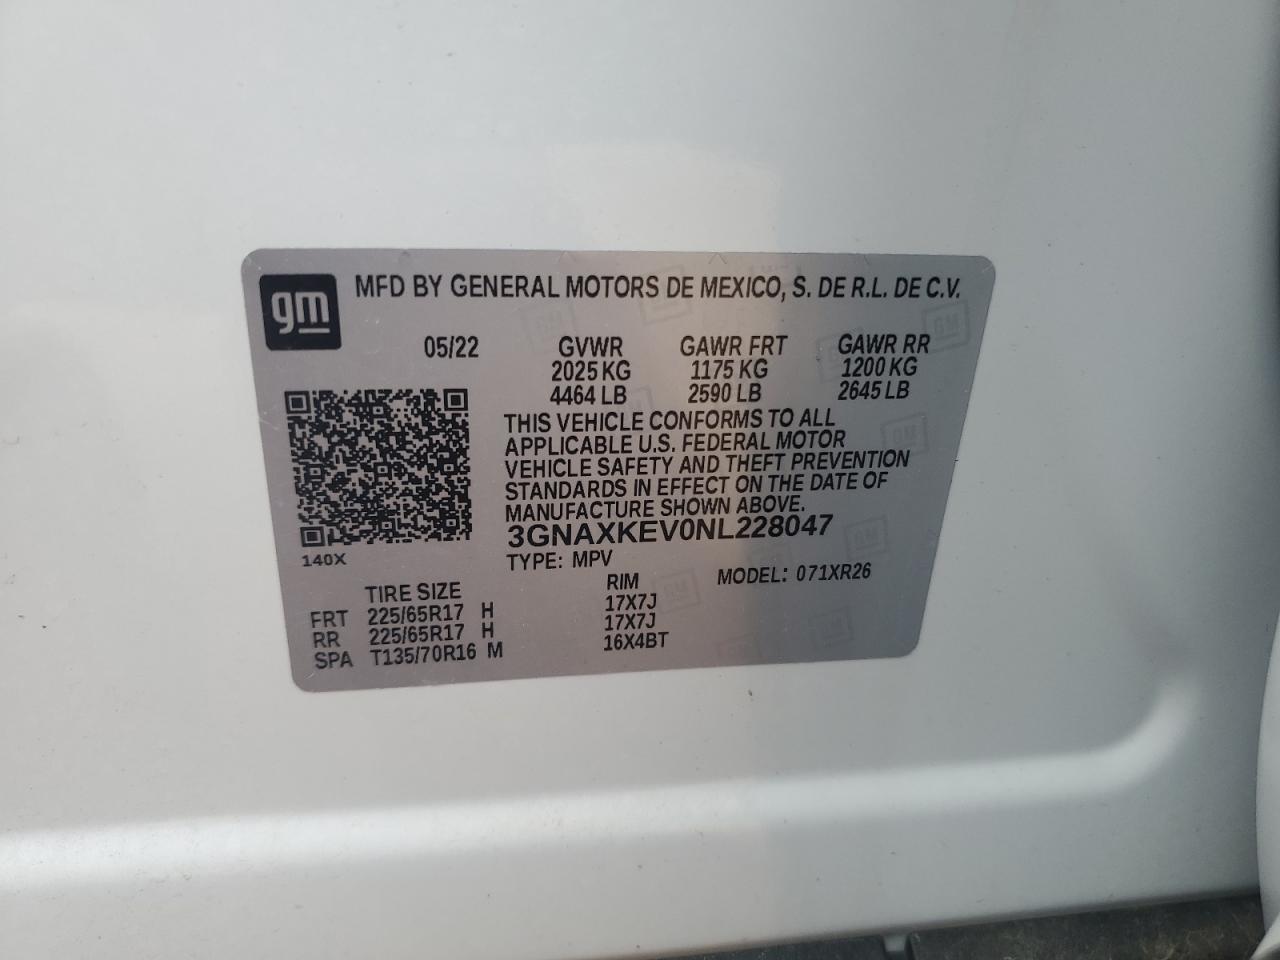 gm
MFD BY GENERAL MOTORS DE MEXICO, S. DE R.L. DE C.V.
05/22 GVWR GAWR FRT GAWR RR
2025 KG 1175 KG 1200 KG
4464 LB 2590 LB 2645 LB
THIS VEHICLE CONFORMS TO ALL
APPLICABLE U.S. FEDERAL MOTOR
VEHICLE SAFETY AND THEFT PREVENTION
STANDARDS IN EFFECT ON THE DATE OF
MANUFACTURE SHOWN ABOVE.
3GNAXKEV0NL228047
140X TYPE: MPV MODEL: 071XR26
TIRE SIZE RIM
FRT 225/65R17 H 17X7J
RR 225/65R17 H 17X7J
SPA T135/70R16 M 16X4BT